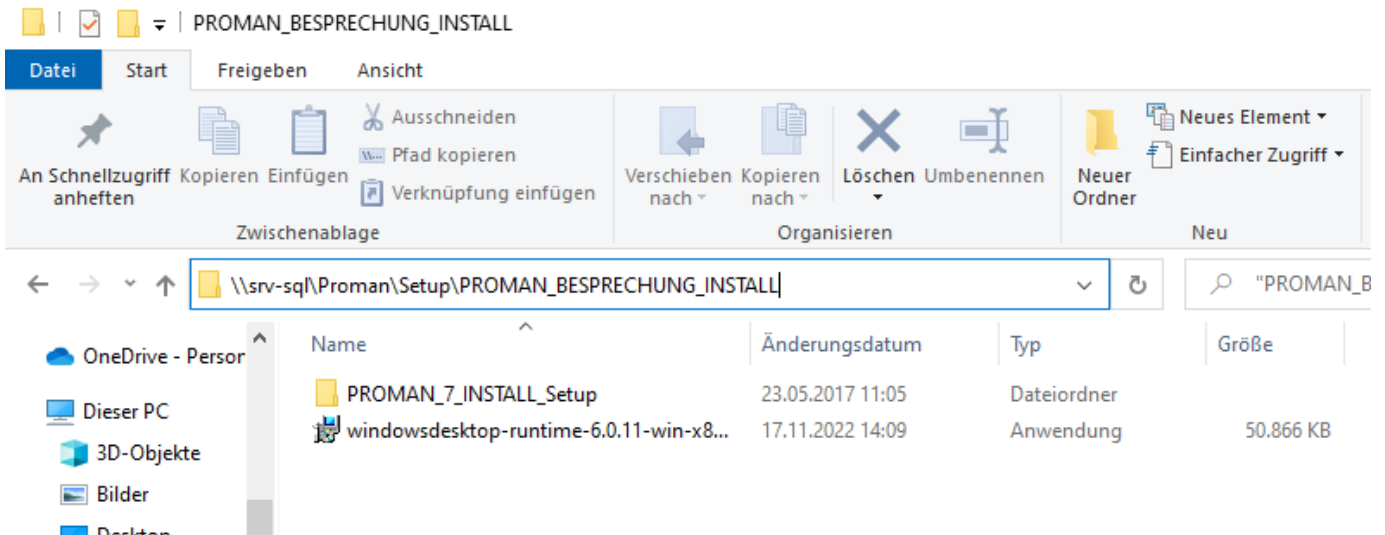 PROMAN_BESPRECHUNG_INSTALL
Datei Start Freigeben Ansicht
An Schnellzugriff anheften
Kopieren
Einfügen
Ausschneiden
Pfad kopieren
Verknüpfung einfügen
Zwischenablage
Verschieben nach
Kopieren nach
Löschen
Umbenennen
Organisieren
Neuer Ordner
Neues Element
Einfacher Zugriff
Neu
\\srv-sql\Proman\Setup\PROMAN_BESPRECHUNG_INSTALL
"PROMAN_B
Name Änderungsdatum Typ Größe
PROMAN_7_INSTALL_Setup 23.05.2017 11:05 Dateiordner
windowsdesktop-runtime-6.0.11-win-x8... 17.11.2022 14:09 Anwendung 50.866 KB
OneDrive - Person
Dieser PC
3D-Objekte
Bilder
Desktop